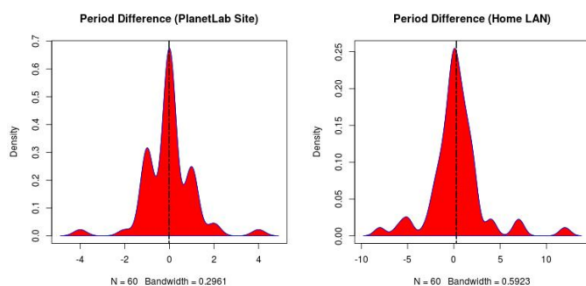 Period Difference (PlanetLab Site)
Density
0.0 0.1 0.2 0.3 0.4 0.5 0.6 0.7
-4 -2 0 2 4
N = 60 Bandwidth = 0.2961
Period Difference (Home LAN)
Density
0.00 0.05 0.10 0.15 0.20 0.25
-10 -5 0 5 10
N = 60 Bandwidth = 0.5923